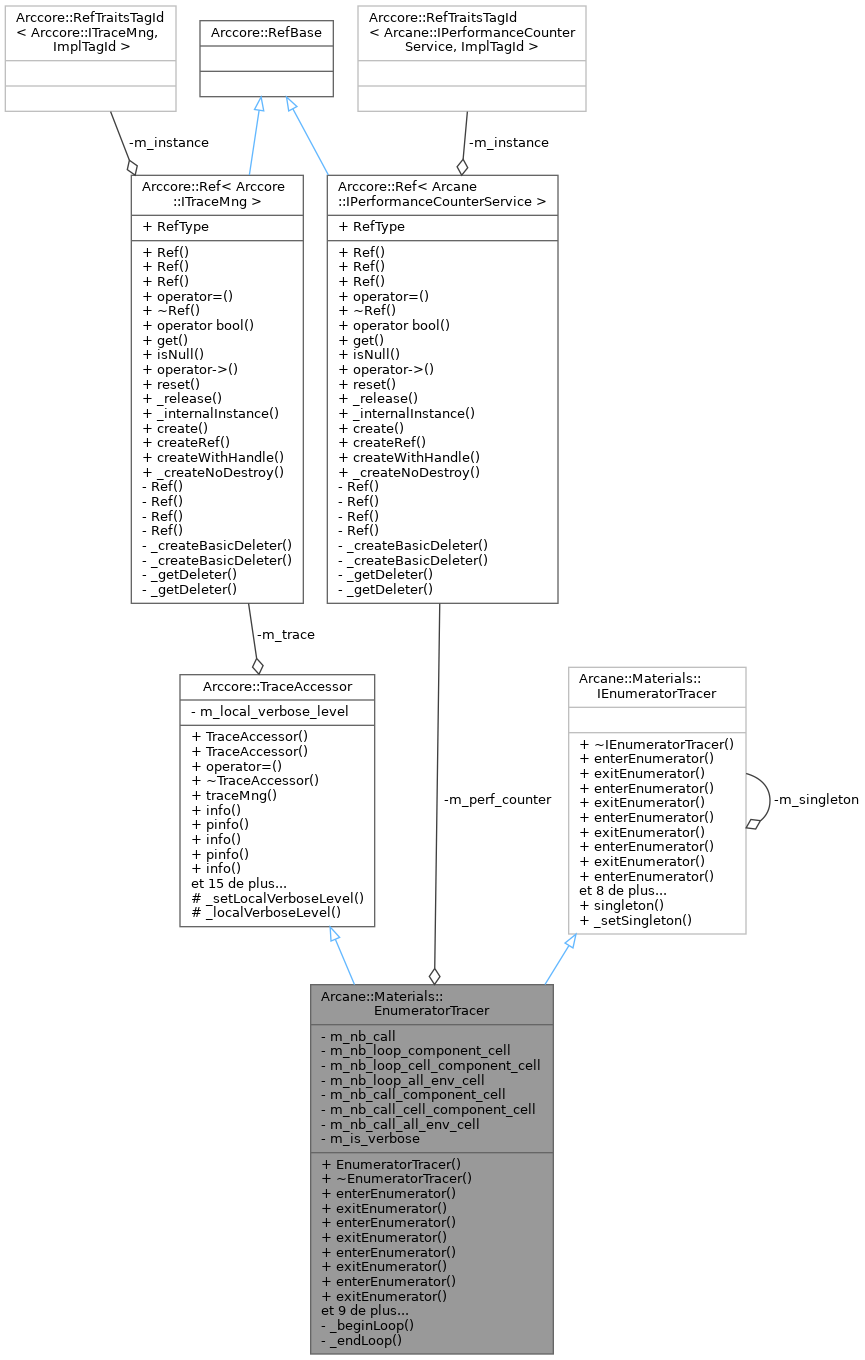 Arccore::RefTraitsTagId
< Arccore::ITraceMng,
ImplTagId >
Arccore::RefBase
Arccore::RefTraitsTagId
< Arcane::IPerformanceCounter
Service, ImplTagId >
-m_instance
-m_instance
Arccore::Ref< Arccore
::ITraceMng >
+ RefType
+ Ref()
+ Ref()
+ Ref()
+ operator=()
+ ~Ref()
+ operator bool()
+ get()
+ isNull()
+ operator->()
+ reset()
+ _release()
+ _internalInstance()
+ create()
+ createRef()
+ createWithHandle()
+ _createNoDestroy()
- Ref()
- Ref()
- Ref()
- Ref()
- _createBasicDeleter()
- _createBasicDeleter()
- _getDeleter()
- _getDeleter()
Arccore::Ref< Arcane
::IPerformanceCounterService >
+ RefType
+ Ref()
+ Ref()
+ Ref()
+ operator=()
+ ~Ref()
+ operator bool()
+ get()
+ isNull()
+ operator->()
+ reset()
+ _release()
+ _internalInstance()
+ create()
+ createRef()
+ createWithHandle()
+ _createNoDestroy()
- Ref()
- Ref()
- Ref()
- Ref()
- _createBasicDeleter()
- _createBasicDeleter()
- _getDeleter()
- _getDeleter()
-m_trace
Arccore::TraceAccessor
- m_local_verbose_level
+ TraceAccessor()
+ TraceAccessor()
+ operator=()
+ ~TraceAccessor()
+ traceMng()
+ info()
+ pinfo()
+ info()
+ pinfo()
+ info()
et 15 de plus...
# _setLocalVerboseLevel()
# _localVerboseLevel()
-m_perf_counter
Arcane::Materials::
IEnumeratorTracer
+ ~IEnumeratorTracer()
+ enterEnumerator()
+ exitEnumerator()
+ enterEnumerator()
+ exitEnumerator()
+ enterEnumerator()
+ exitEnumerator()
+ enterEnumerator()
+ exitEnumerator()
+ enterEnumerator()
et 8 de plus...
+ singleton()
+ _setSingleton()
-m_singleton
Arcane::Materials::
EnumeratorTracer
- m_nb_call
- m_nb_loop_component_cell
- m_nb_loop_cell_component_cell
- m_nb_loop_all_env_cell
- m_nb_call_component_cell
- m_nb_call_cell_component_cell
- m_nb_call_all_env_cell
- m_is_verbose
+ EnumeratorTracer()
+ ~EnumeratorTracer()
+ enterEnumerator()
+ exitEnumerator()
+ enterEnumerator()
+ exitEnumerator()
+ enterEnumerator()
+ exitEnumerator()
+ enterEnumerator()
+ exitEnumerator()
et 9 de plus...
- _beginLoop()
- _endLoop()